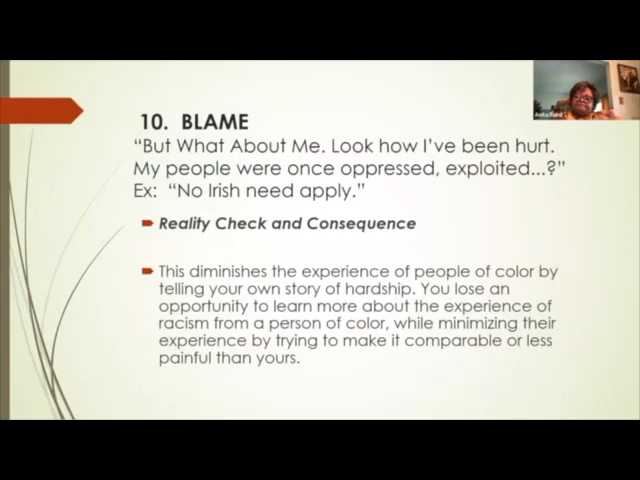 10. BLAME
“But What About Me. Look how I’ve been hurt.
My people were once oppressed, exploited...?”
Ex: “No Irish need apply.”
Reality Check and Consequence
This diminishes the experience of people of color by
telling your own story of hardship. You lose an
opportunity to learn more about the experience of
racism from a person of color, while minimizing their
experience by trying to make it comparable or less
painful than yours.